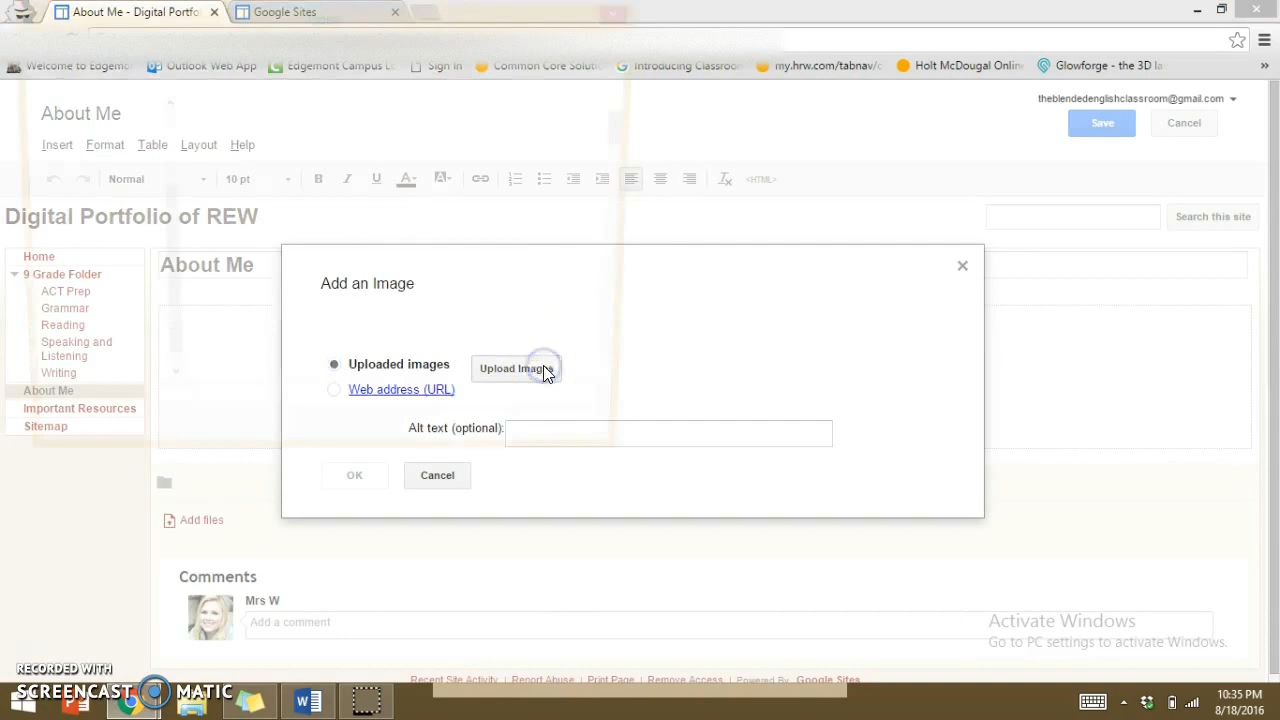 About Me - Digital Portfo
Google Sites
Welcome to Edgem
Outlook Web App
Edgemont Campus L
Sign In
Common Core Soluti
Introducing Classroo
my.hrw.com/tabnav/c
Holt McDougal Onlin
Glowforge - the 3D la
»
About Me
theblendedenglishclassroom@gmail.com
Save
Cancel
Insert Format Table Layout Help
Normal
10 pt
B I U A A
<HTML>
Digital Portfolio of REW
Search this site
Home
9 Grade Folder
ACT Prep
Grammar
Reading
Speaking and
Listening
Writing
About Me
Important Resources
Sitemap
About Me
Add an Image
Uploaded images
Upload Images
Web address (URL)
Alt text (optional):
OK
Cancel
Add files
Comments
Mrs W
Add a comment
Activate Windows
Go to PC settings to activate Windows.
Recent Site Activity | Report Abuse | Print Page | Remove Access | Powered By Google Sites
RECORDED WITH
SCREENCAST MATIC
10:35 PM
8/18/2016